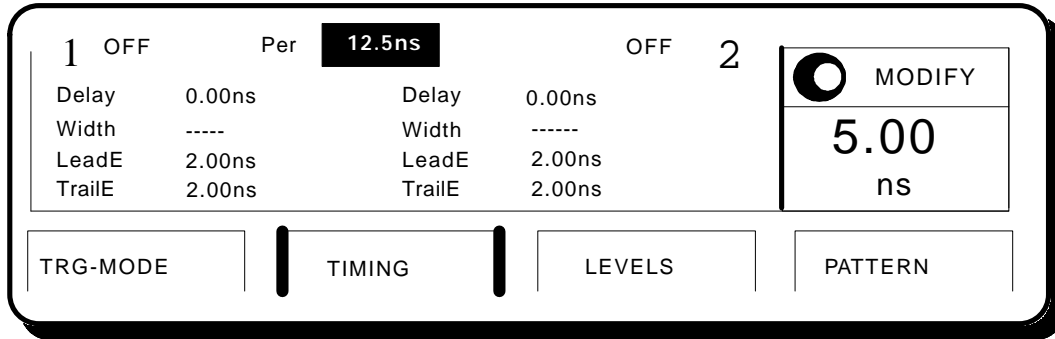 1 OFF Per 12.5ns OFF 2
MODIFY
Delay 0.00ns Delay 0.00ns
Width ----- Width ------
5.00
LeadE 2.00ns LeadE 2.00ns
TrailE 2.00ns TrailE 2.00ns
ns
TRG-MODE TIMING LEVELS PATTERN